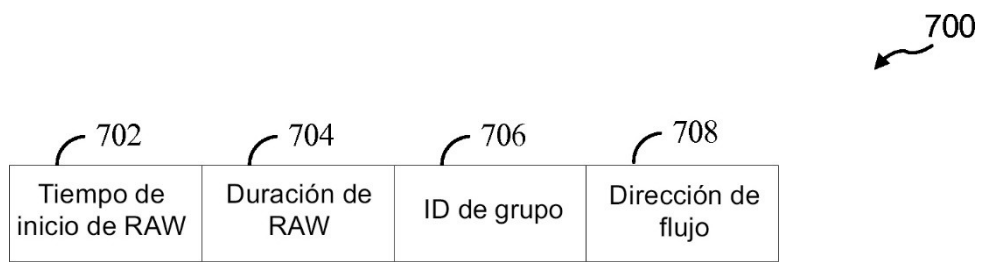 700
702
704
706
708
Tiempo de
inicio de RAW
Duración de
RAW
ID de grupo
Dirección de
flujo